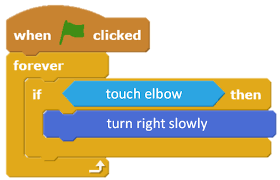 when clicked
forever
if touch elbow then
turn right slowly